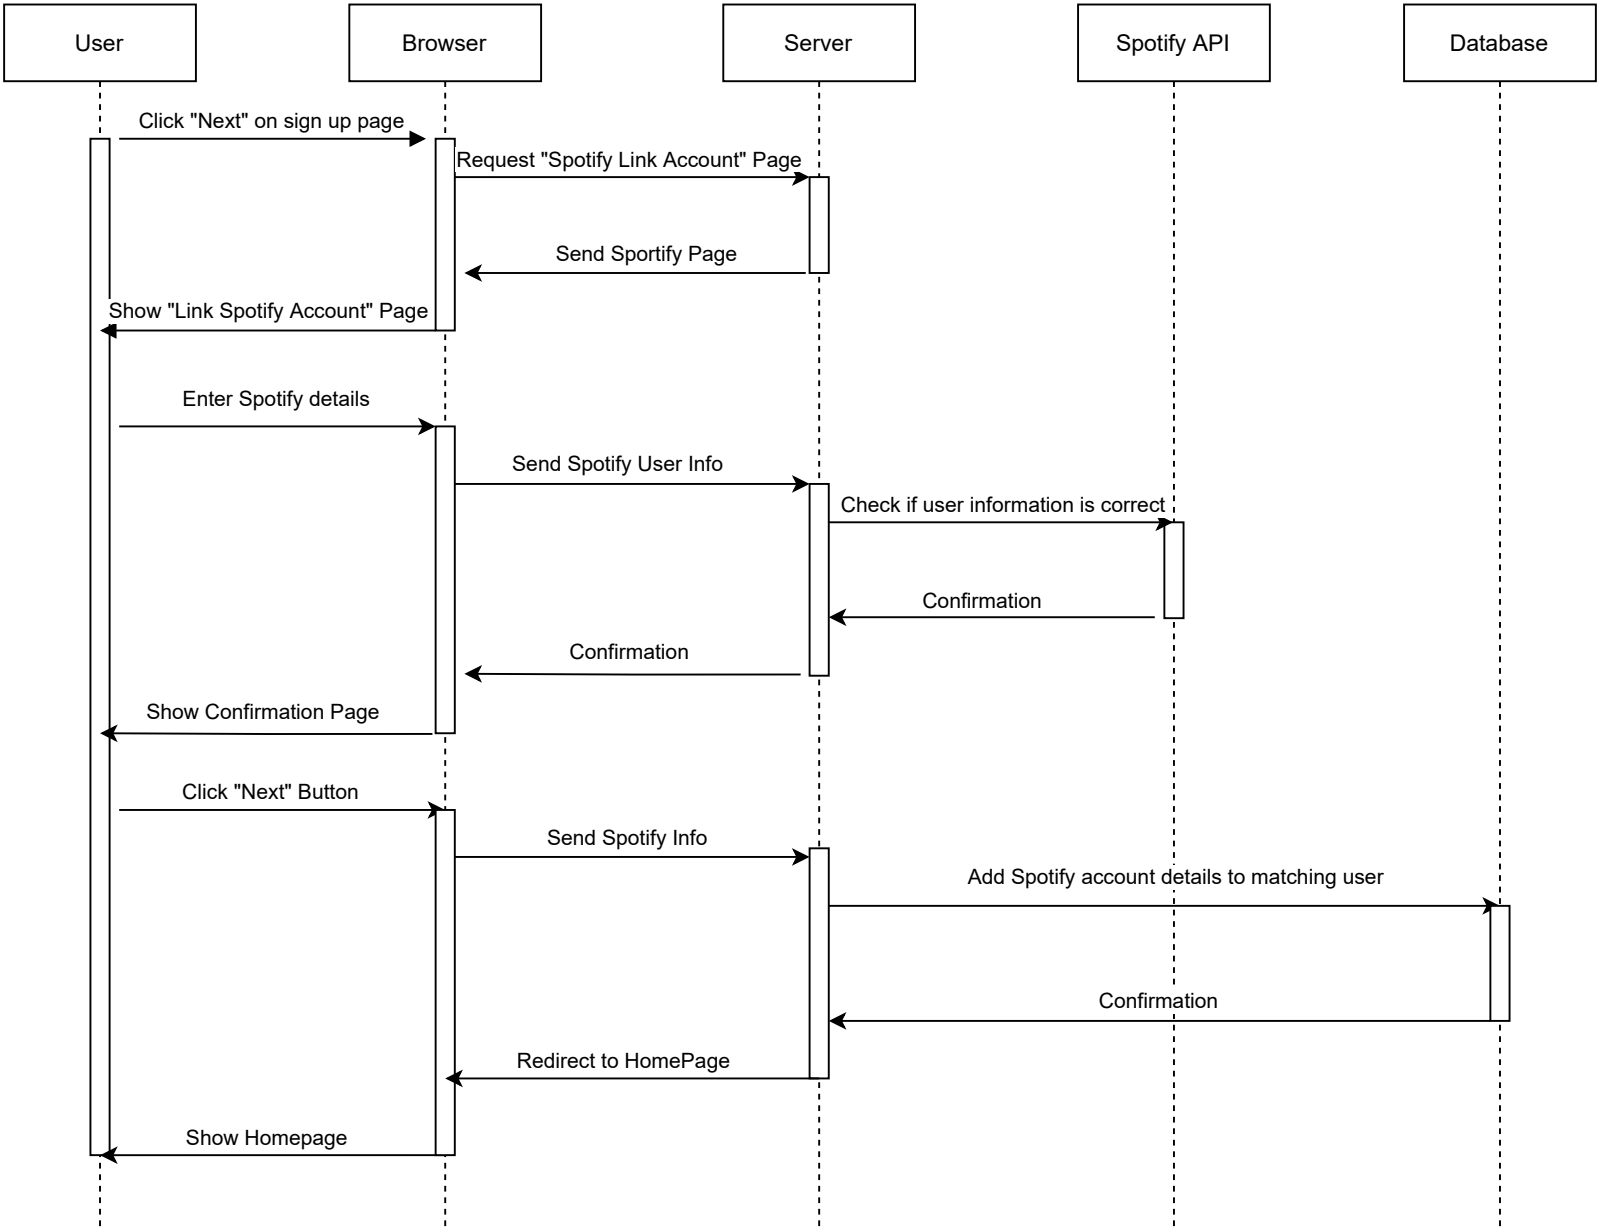 User
Browser
Server
Spotify API
Database
Click "Next" on sign up page
Request "Spotify Link Account" Page
Send Sportify Page
Show "Link Spotify Account" Page
Enter Spotify details
Send Spotify User Info
Check if user information is correct
Confirmation
Confirmation
Show Confirmation Page
Click "Next" Button
Send Spotify Info
Add Spotify account details to matching user
Confirmation
Redirect to HomePage
Show Homepage